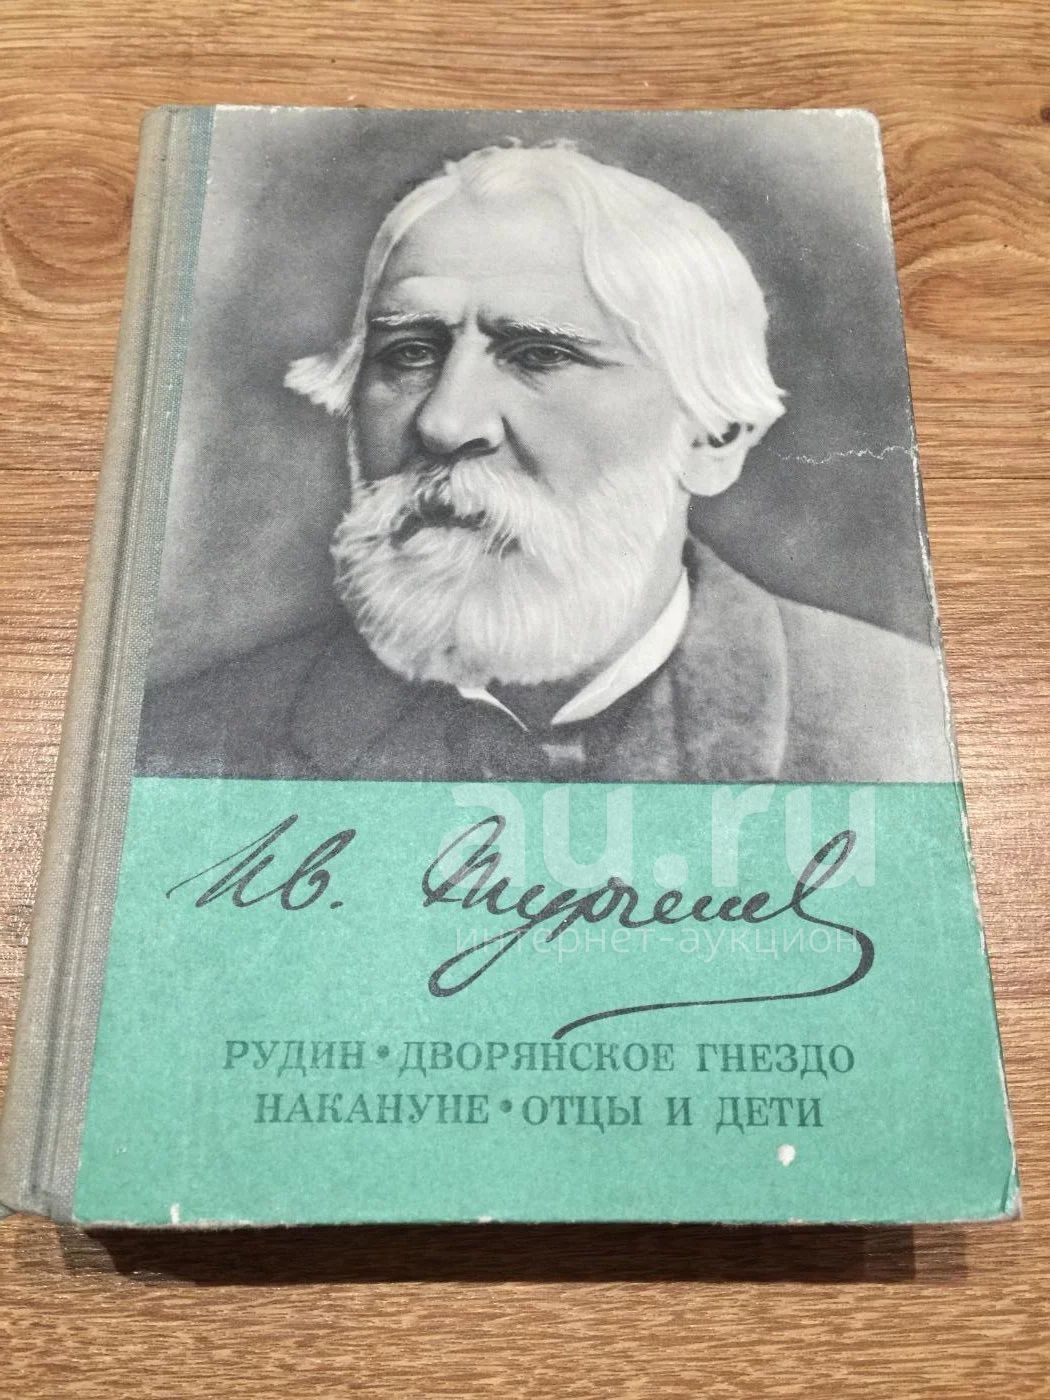 Ив. Тургенев
au.ru
интернет-аукцион
РУДИН • ДВОРЯНСКОЕ ГНЕЗДО
НАКАНУНЕ • ОТЦЫ И ДЕТИ